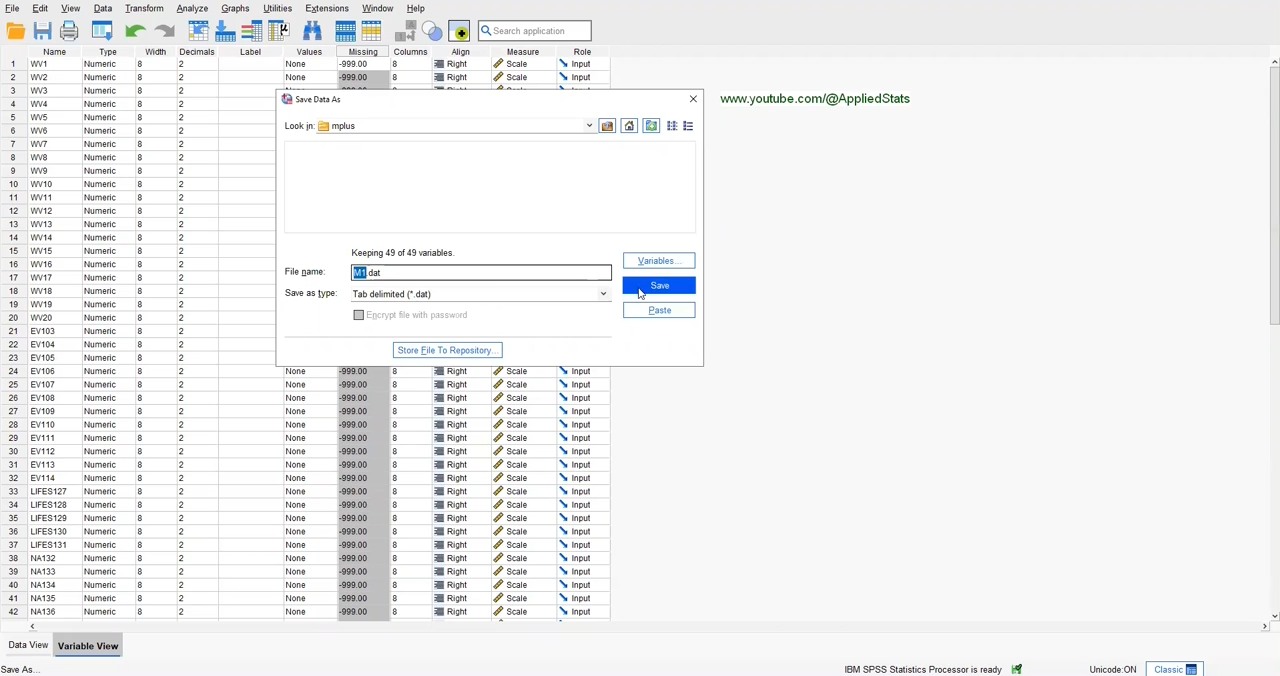 File Edit View Data Transform Analyze Graphs Utilities Extensions Window Help
Search application
Name Type Width Decimals Label Values Missing Columns Align Measure Role
1 WV1 Numeric 8 2 None -999.00 8 Right Scale Input
2 WV2 Numeric 8 2 None -999.00 8 Right Scale Input
3 WV3 Numeric 8 2
4 WV4 Numeric 8 2
5 WV5 Numeric 8 2
6 WV6 Numeric 8 2
7 WV7 Numeric 8 2
8 WV8 Numeric 8 2
9 WV9 Numeric 8 2
10 WV10 Numeric 8 2
11 WV11 Numeric 8 2
12 WV12 Numeric 8 2
13 WV13 Numeric 8 2
14 WV14 Numeric 8 2
15 WV15 Numeric 8 2
16 WV16 Numeric 8 2
17 WV17 Numeric 8 2
18 WV18 Numeric 8 2
19 WV19 Numeric 8 2
20 WV20 Numeric 8 2
21 EV103 Numeric 8 2
22 EV104 Numeric 8 2
23 EV105 Numeric 8 2
24 EV106 Numeric 8 2 None -999.00 8 Right Scale Input
25 EV107 Numeric 8 2 None -999.00 8 Right Scale Input
26 EV108 Numeric 8 2 None -999.00 8 Right Scale Input
27 EV109 Numeric 8 2 None -999.00 8 Right Scale Input
28 EV110 Numeric 8 2 None -999.00 8 Right Scale Input
29 EV111 Numeric 8 2 None -999.00 8 Right Scale Input
30 EV112 Numeric 8 2 None -999.00 8 Right Scale Input
31 EV113 Numeric 8 2 None -999.00 8 Right Scale Input
32 EV114 Numeric 8 2 None -999.00 8 Right Scale Input
33 LIFES127 Numeric 8 2 None -999.00 8 Right Scale Input
34 LIFES128 Numeric 8 2 None -999.00 8 Right Scale Input
35 LIFES129 Numeric 8 2 None -999.00 8 Right Scale Input
36 LIFES130 Numeric 8 2 None -999.00 8 Right Scale Input
37 LIFES131 Numeric 8 2 None -999.00 8 Right Scale Input
38 NA132 Numeric 8 2 None -999.00 8 Right Scale Input
39 NA133 Numeric 8 2 None -999.00 8 Right Scale Input
40 NA134 Numeric 8 2 None -999.00 8 Right Scale Input
41 NA135 Numeric 8 2 None -999.00 8 Right Scale Input
42 NA136 Numeric 8 2 None -999.00 8 Right Scale Input
Save Data As
Look in: mplus
Keeping 49 of 49 variables.
Variables...
File name: M1.dat
Save
Save as type: Tab delimited (*.dat)
Paste
Encrypt file with password
Store File To Repository...
www.youtube.com/@AppliedStats
Data View Variable View
Save As... IBM SPSS Statistics Processor is ready Unicode:ON Classic